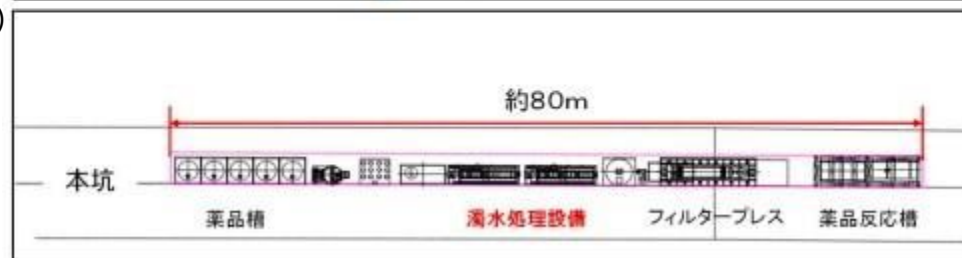 )
約80m
本坑
薬品槽
濁水処理設備
フィルタープレス
薬品反応槽